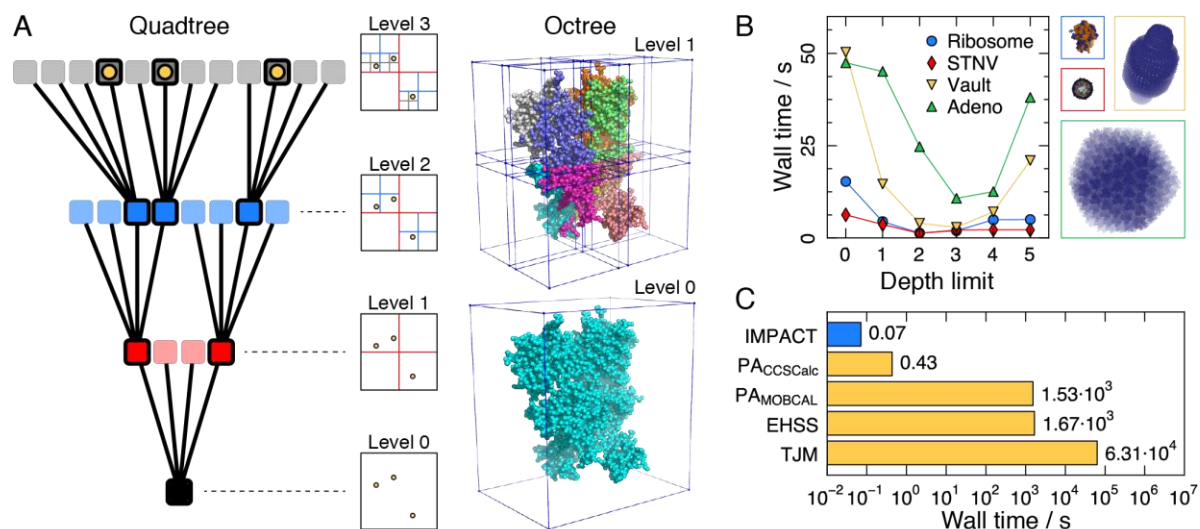 A
Quadtree
Level 3
Octree
Level 1
Level 2
Level 1
Level 0
Level 0
B
Wall time / s
50
25
0
Ribosome
STNV
Vault
Adeno
0 1 2 3 4 5
Depth limit
C
IMPACT 0.07
PA_CCSCalc 0.43
PA_MOBCAL 1.53·10³
EHSS 1.67·10³
TJM 6.31·10⁴
10⁻² 10⁻¹ 10⁰ 10¹ 10² 10³ 10⁴ 10⁵ 10⁶ 10⁷
Wall time / s